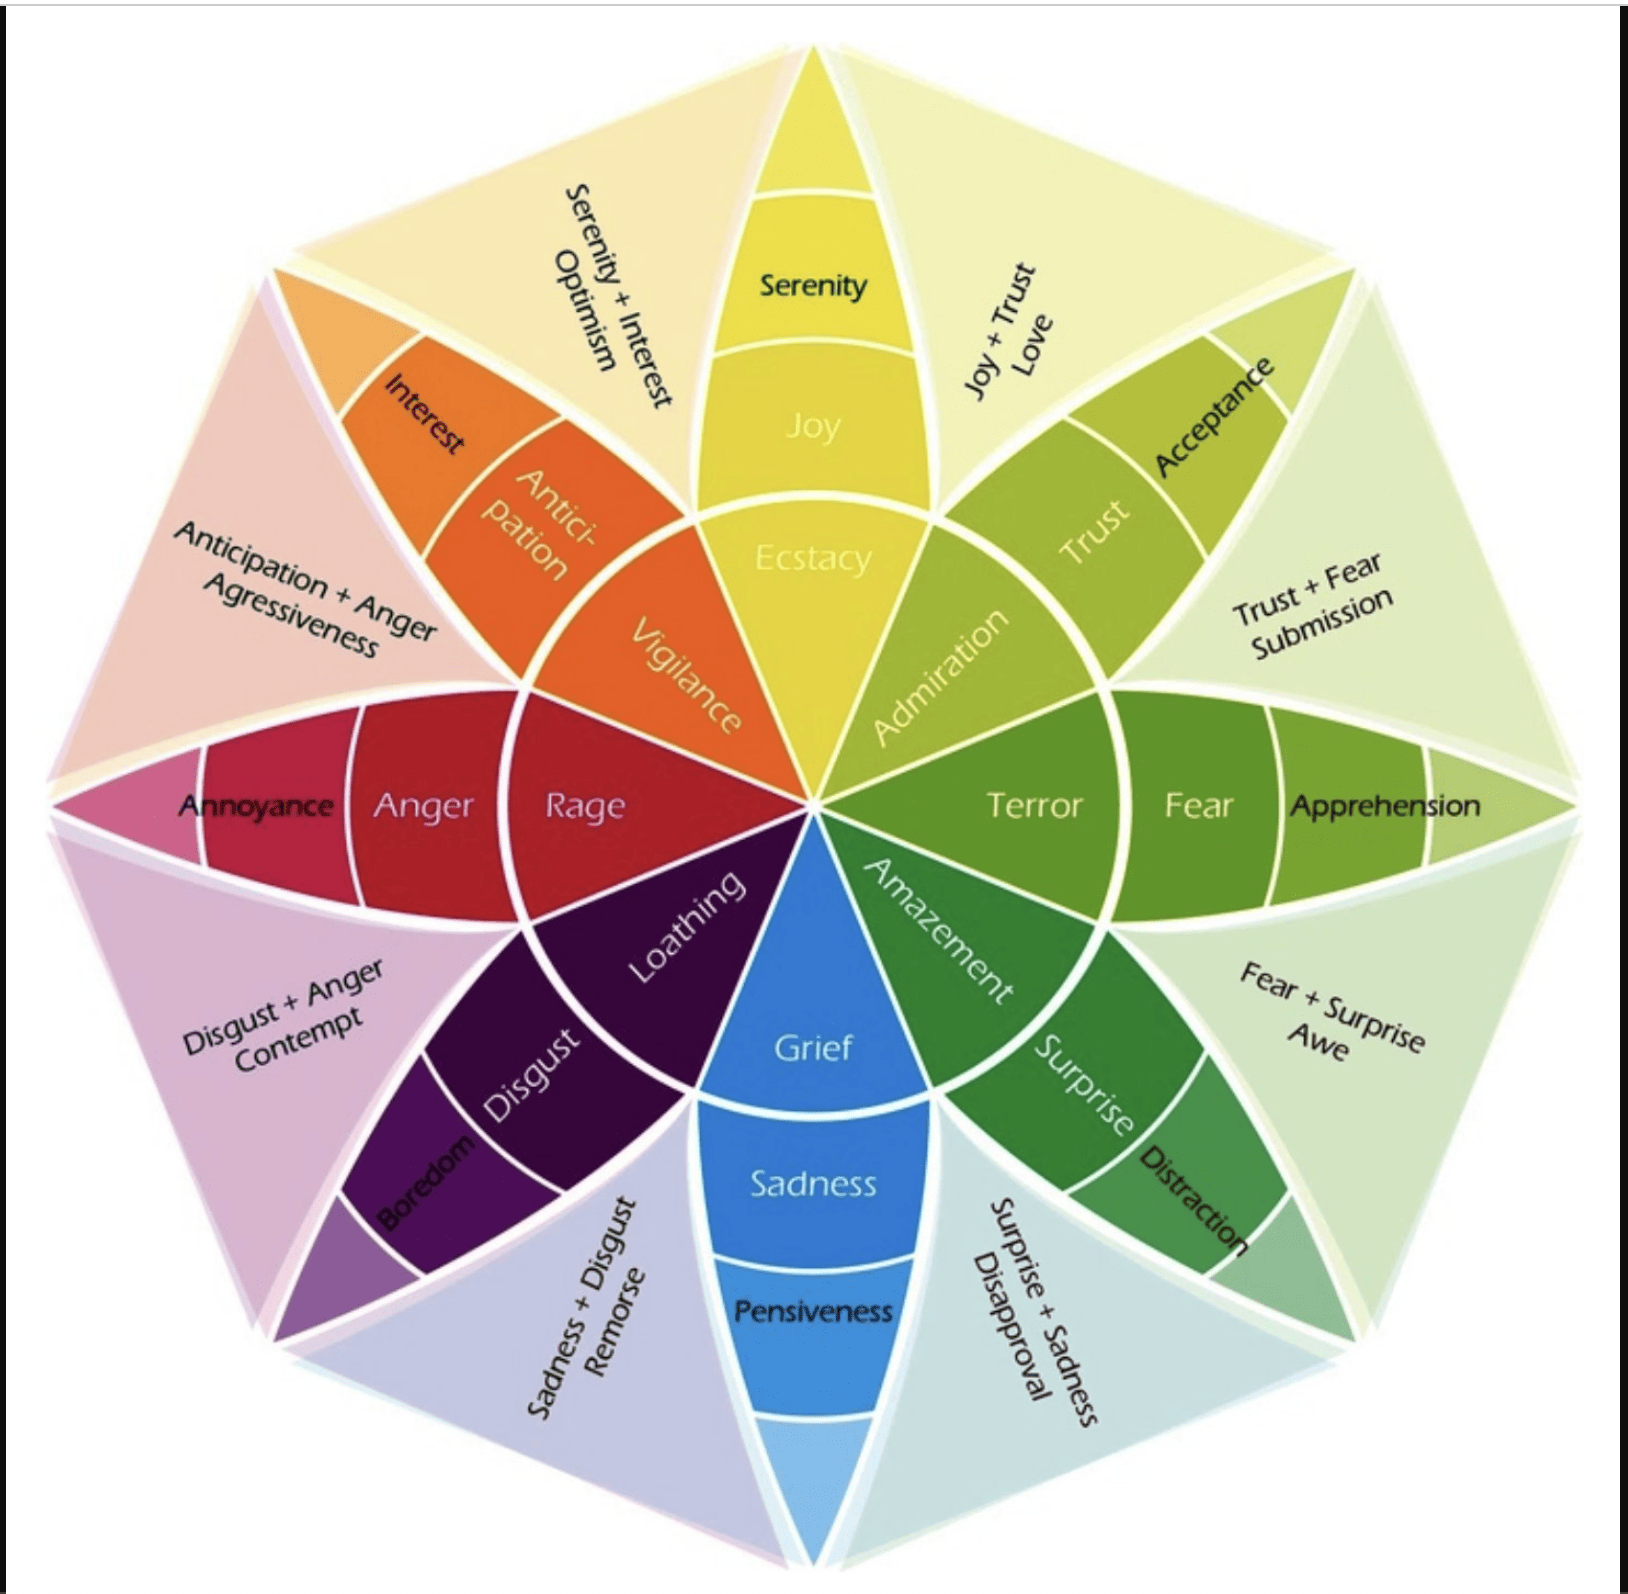 Serenity + Interest
Optimism
Serenity
Joy + Trust
Love
Interest
Antici-
pation
Joy
Trust
Acceptance
Anticipation + Anger
Agressiveness
Vigilance
Ecstacy
Admiration
Trust + Fear
Submission
Annoyance
Anger
Rage
Terror
Fear
Apprehension
Disgust + Anger
Contempt
Loathing
Grief
Amazement
Fear + Surprise
Awe
Boredom
Disgust
Sadness
Surprise
Distraction
Sadness + Disgust
Remorse
Pensiveness
Surprise + Sadness
Disapproval